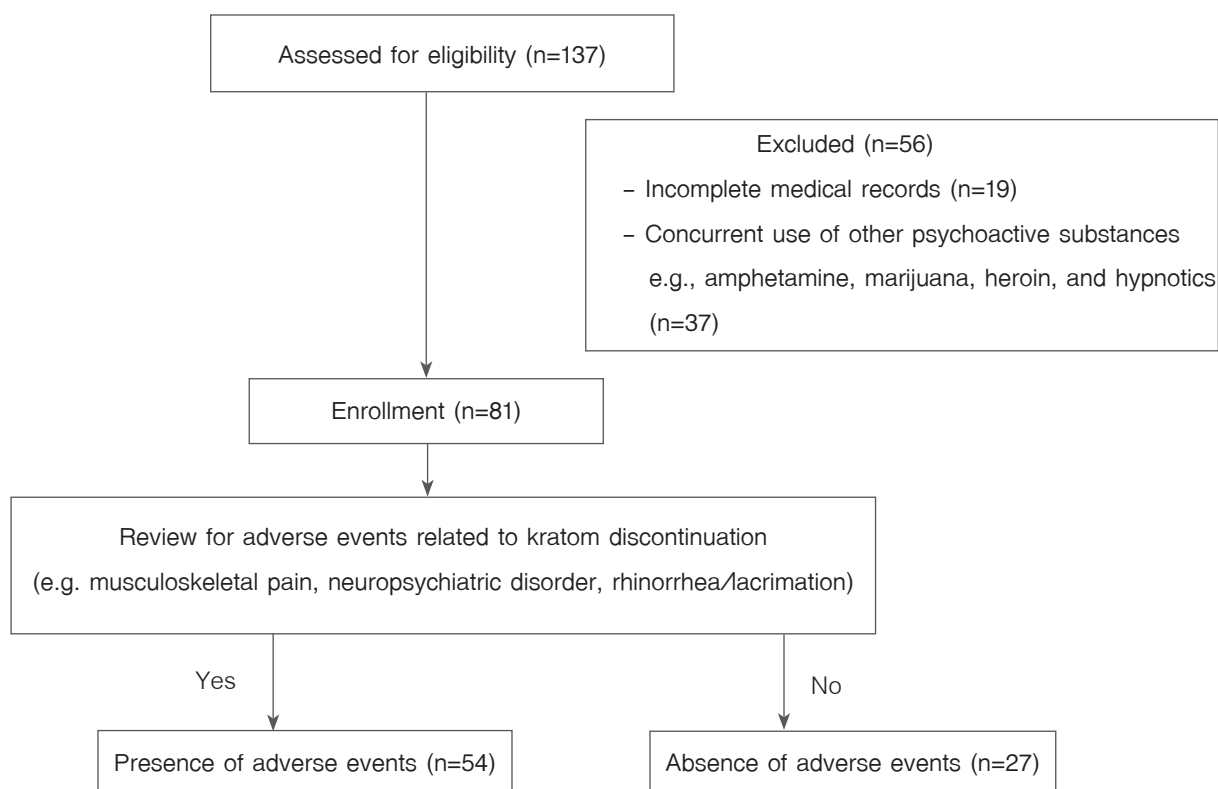 Assessed for eligibility (n=137)
Excluded (n=56)
– Incomplete medical records (n=19)
– Concurrent use of other psychoactive substances
e.g., amphetamine, marijuana, heroin, and hypnotics
(n=37)
Enrollment (n=81)
Review for adverse events related to kratom discontinuation
(e.g. musculoskeletal pain, neuropsychiatric disorder, rhinorrhea/lacrimation)
Yes
No
Presence of adverse events (n=54)
Absence of adverse events (n=27)